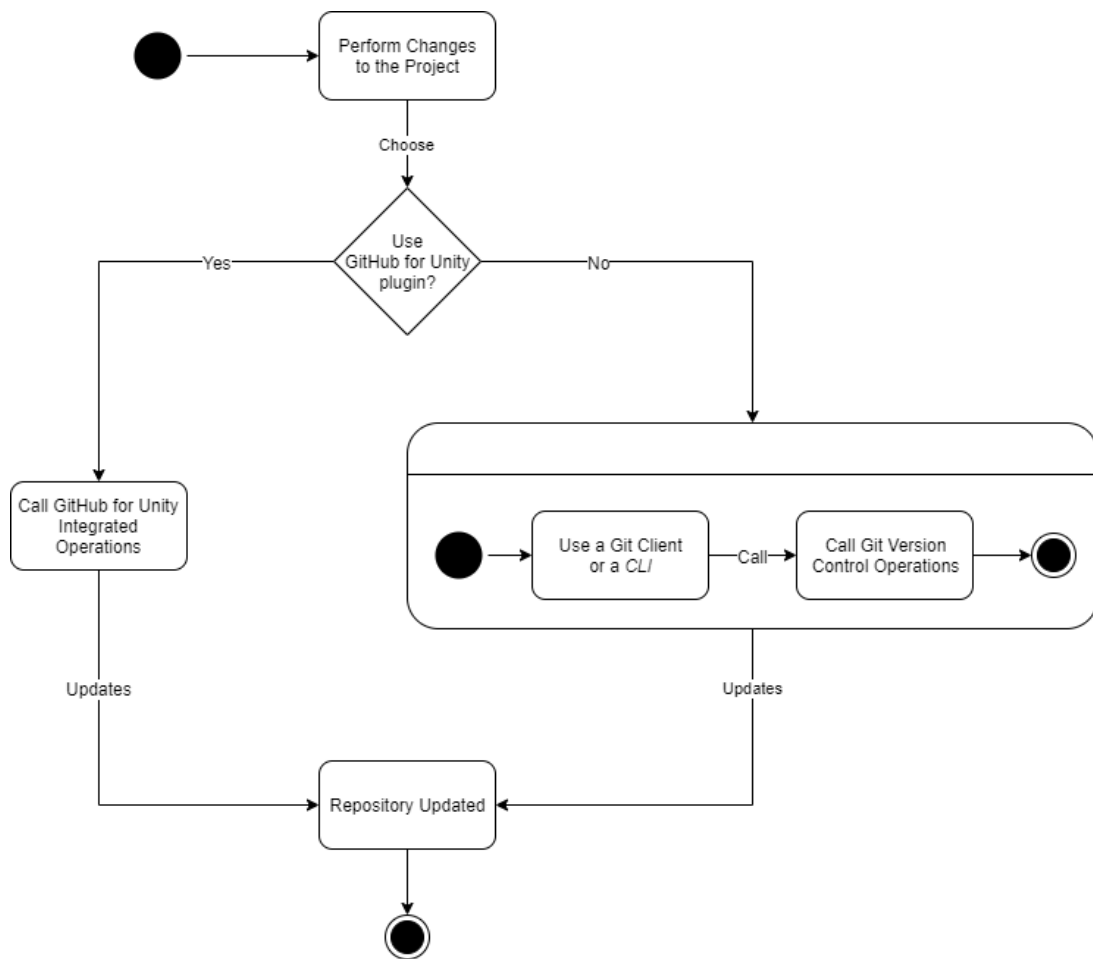 Perform Changes
to the Project
Choose
Use
GitHub for Unity
plugin?
Yes
No
Call GitHub for Unity
Integrated
Operations
Use a Git Client
or a CLI
Call
Call Git Version
Control Operations
Updates
Updates
Repository Updated